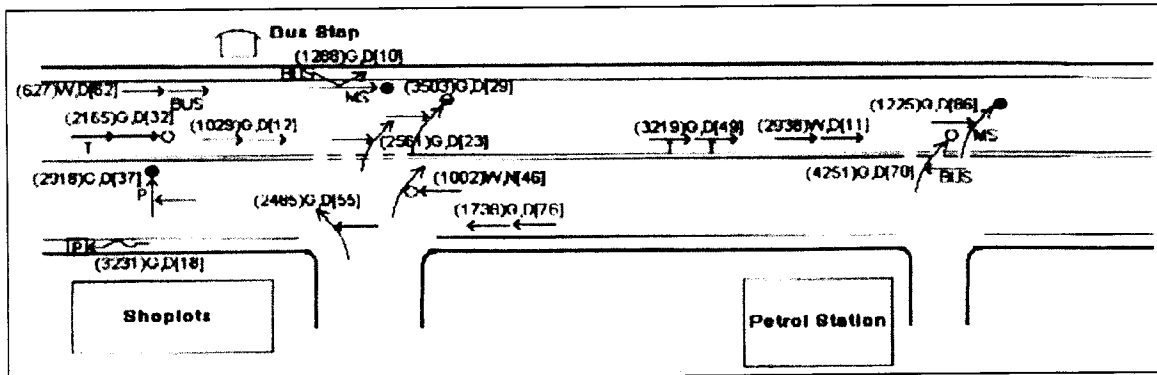 Bus Stop
(1288)G,D[10]
BUS
(627)W,D[62]
BUS
MS
(3503)G,D[29]
(1225)G,D[86]
(2165)G,D[32]
(1029)G,D[12]
(2561)G,D[23]
(3219)G,D[49]
(2938)W,D[11]
MS
T
T
T
(2918)G,D[37]
P
(1002)W,N[46]
(4251)G,D[70]
BUS
(2485)G,D[55]
(1738)G,D[76]
P
(3231)G,D[18]
Shoplots
Petrol Station